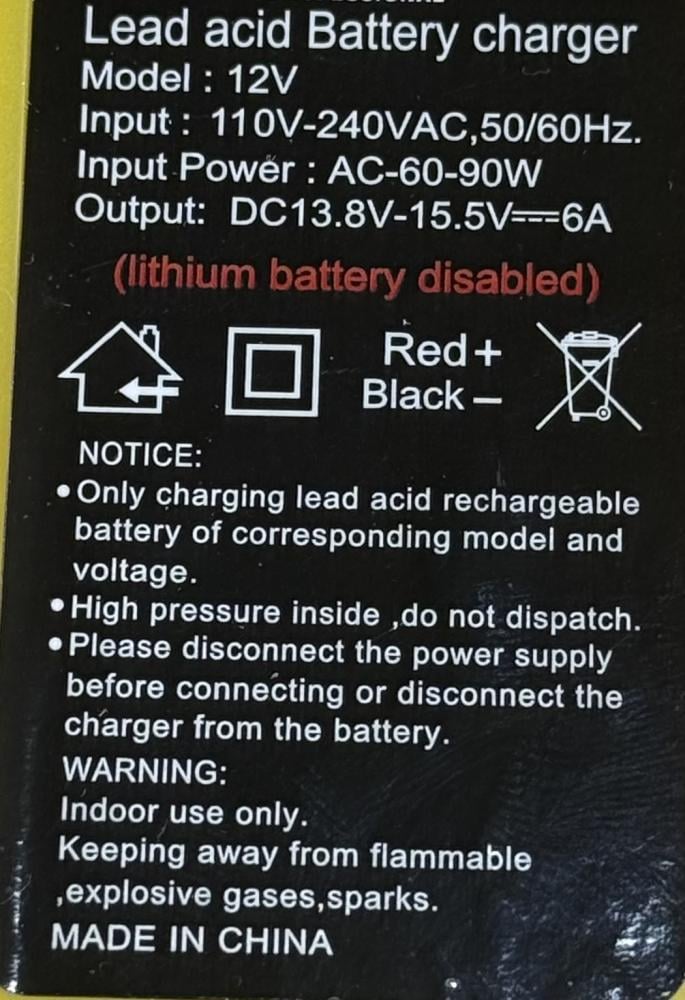 Lead acid Battery charger
Model : 12V
Input : 110V-240VAC,50/60Hz.
Input Power : AC-60-90W
Output: DC13.8V-15.5V⎓6A
(lithium battery disabled)
Red+
Black−
NOTICE:
•Only charging lead acid rechargeable
battery of corresponding model and
voltage.
•High pressure inside ,do not dispatch.
•Please disconnect the power supply
before connecting or disconnect the
charger from the battery.
WARNING:
Indoor use only.
Keeping away from flammable
,explosive gases,sparks.
MADE IN CHINA